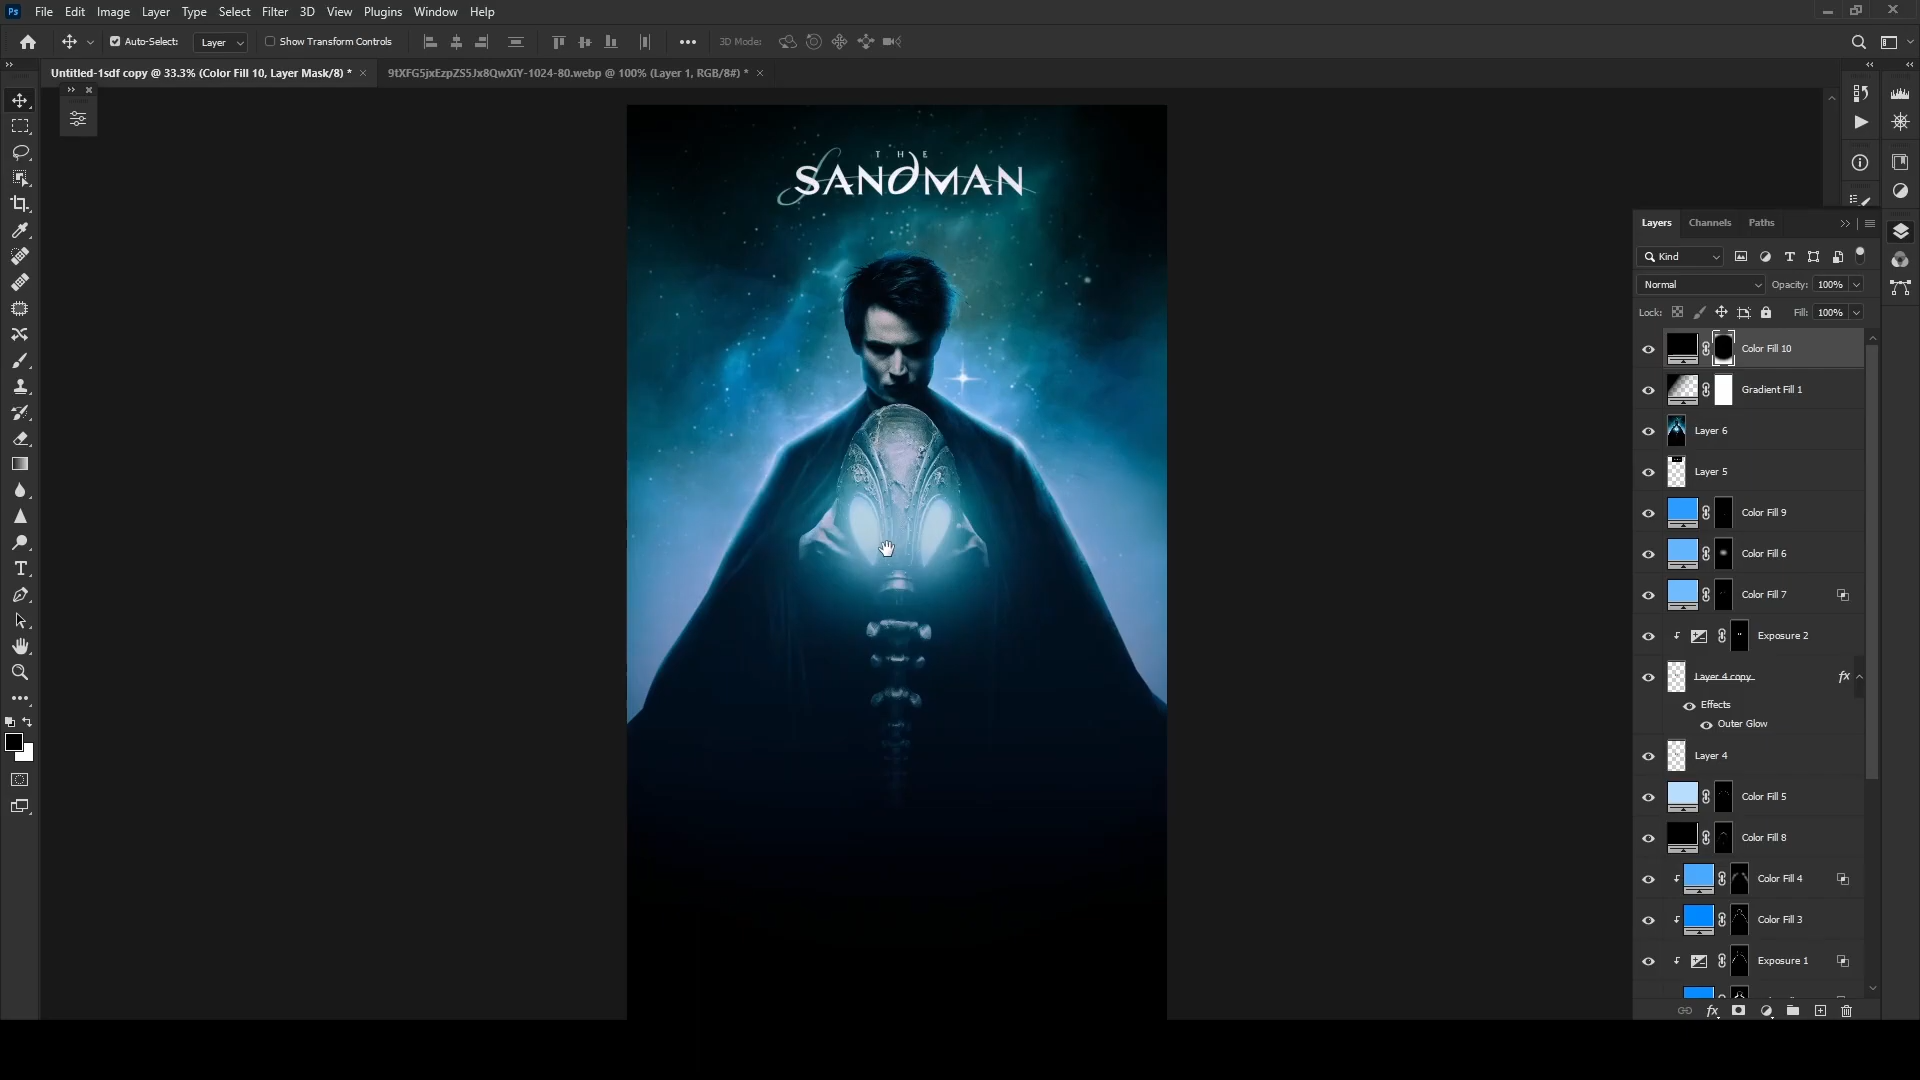 Ps File Edit Image Layer Type Select Filter 3D View Plugins Window Help
Auto-Select: Layer Show Transform Controls 3D Mode:
Untitled-1sdf copy @ 33.3% (Color Fill 10, Layer Mask/8) * 9tXFG5jxEzpZS5Jx8QwXiY-1024-80.webp @ 100% (Layer 1, RGB/8#) *
THE
SANDMAN
Layers Channels Paths
Kind
Normal Opacity: 100%
Lock: Fill: 100%
Color Fill 10
Gradient Fill 1
Layer 6
Layer 5
Color Fill 9
Color Fill 6
Color Fill 7
Exposure 2
Layer 4 copy fx
Effects
Outer Glow
Layer 4
Color Fill 5
Color Fill 8
Color Fill 4
Color Fill 3
Exposure 1
fx